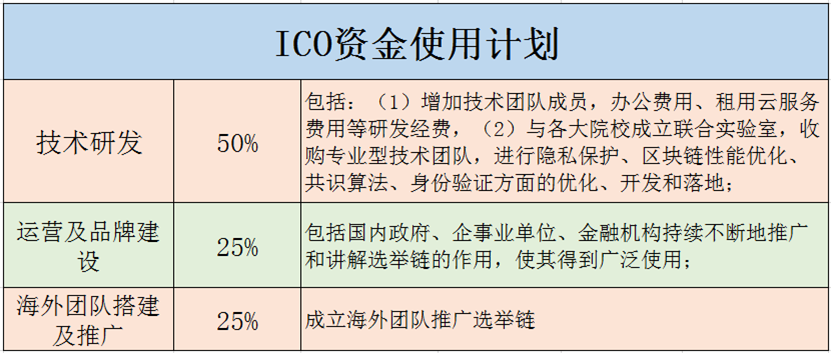 ICO资金使用计划
技术研发
50%
包括：（1）增加技术团队成员，办公费用、租用云服务
费用等研发经费，（2）与各大院校成立联合实验室，收
购专业型技术团队，进行隐私保护、区块链性能优化、
共识算法、身份验证方面的优化、开发和落地；
运营及品牌建
设
25%
包括国内政府、企事业单位、金融机构持续不断地推广
和讲解选举链的作用，使其得到广泛使用；
海外团队搭建
及推广
25%
成立海外团队推广选举链